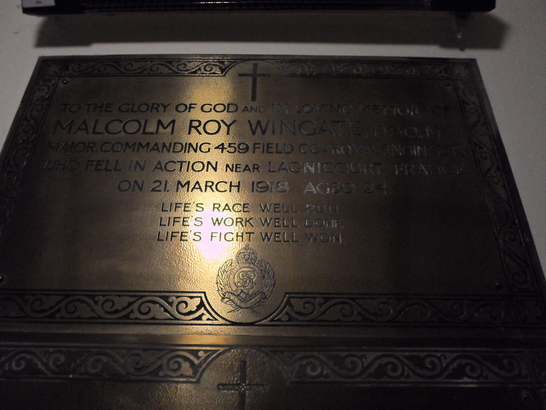 TO THE GLORY OF GOD AND IN LOVING MEMORY OF
MALCOLM ROY WINGATE, D.S.O., M.C.
MAJOR, COMMANDING 459 FIELD CO. ROYAL ENGINEERS
WHO FELL IN ACTION NEAR LAGNICOURT FRANCE
ON 21. MARCH 1918 AGED 24.
LIFE'S RACE WELL RUN
LIFE'S WORK WELL DONE
LIFE'S FIGHT WELL WON